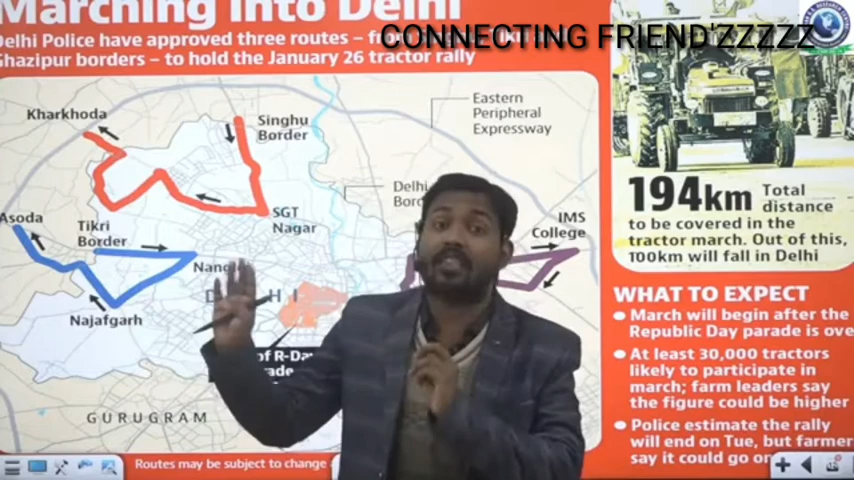 Marching into Delhi
CONNECTING FRIEND'ZZZZZ
Delhi Police have approved three routes –
Ghazipur borders – to hold the January 26 tractor rally
Kharkhoda
Singhu
Border
Eastern
Peripheral
Expressway
Delhi
SGT
Nagar
IMS
College
Asoda
Tikri
Border
DELHI
Najafgarh
of R-Day
GURUGRAM
Routes may be subject to change
194km Total
distance
to be covered in the
tractor march. Out of this,
100km will fall in Delhi
WHAT TO EXPECT
March will begin after the
Republic Day parade is
At least 30,000 tractors
likely to participate in
march; farm leaders say
the figure could be higher
Police estimate the rally
will end on Tue, but
say it could go on